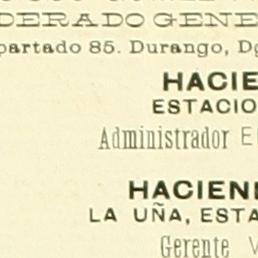 DERADO GENE
partado 85. Durango, Dg
HACIE
ESTACIO
Administrador E
HACIEN
LA UÑA, ESTA
Gerente V